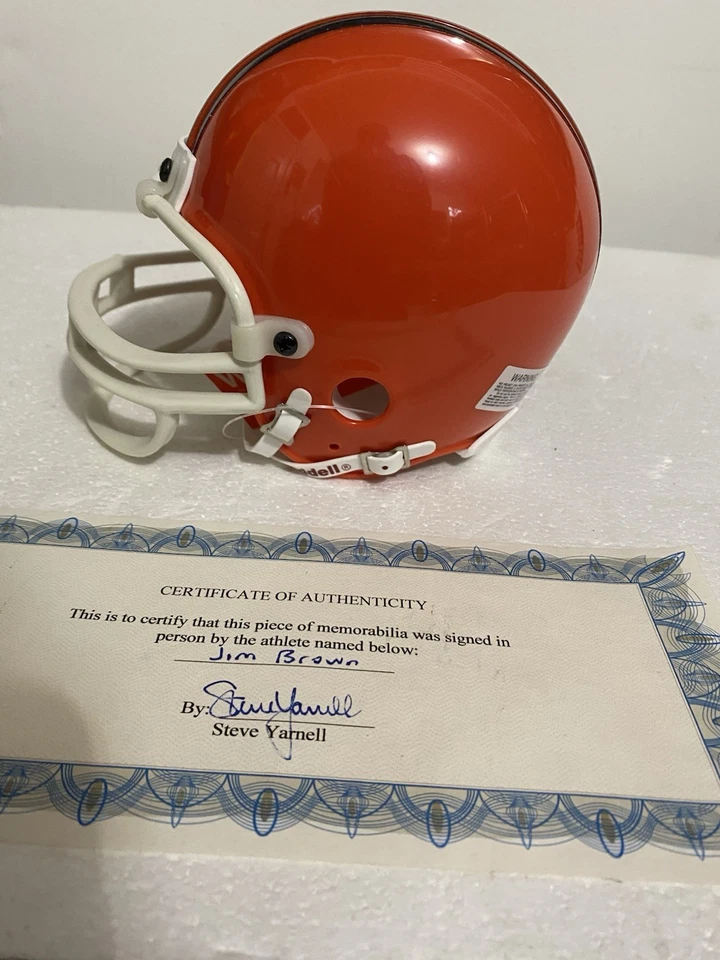 WARNING
dell®
CERTIFICATE OF AUTHENTICITY
This is to certify that this piece of memorabilia was signed in
person by the athlete named below:
Jim Brown
By: Steve Yarnell
Steve Yarnell